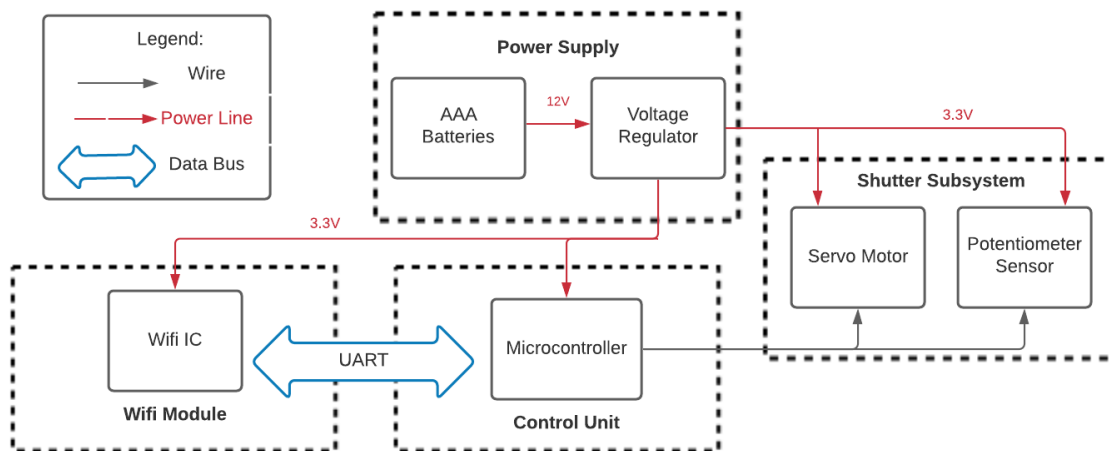 Legend:
Wire
Power Line
Data Bus
Power Supply
AAA
Batteries
12V
Voltage
Regulator
3.3V
Shutter Subsystem
Servo Motor
Potentiometer
Sensor
3.3V
Wifi IC
Wifi Module
UART
Microcontroller
Control Unit